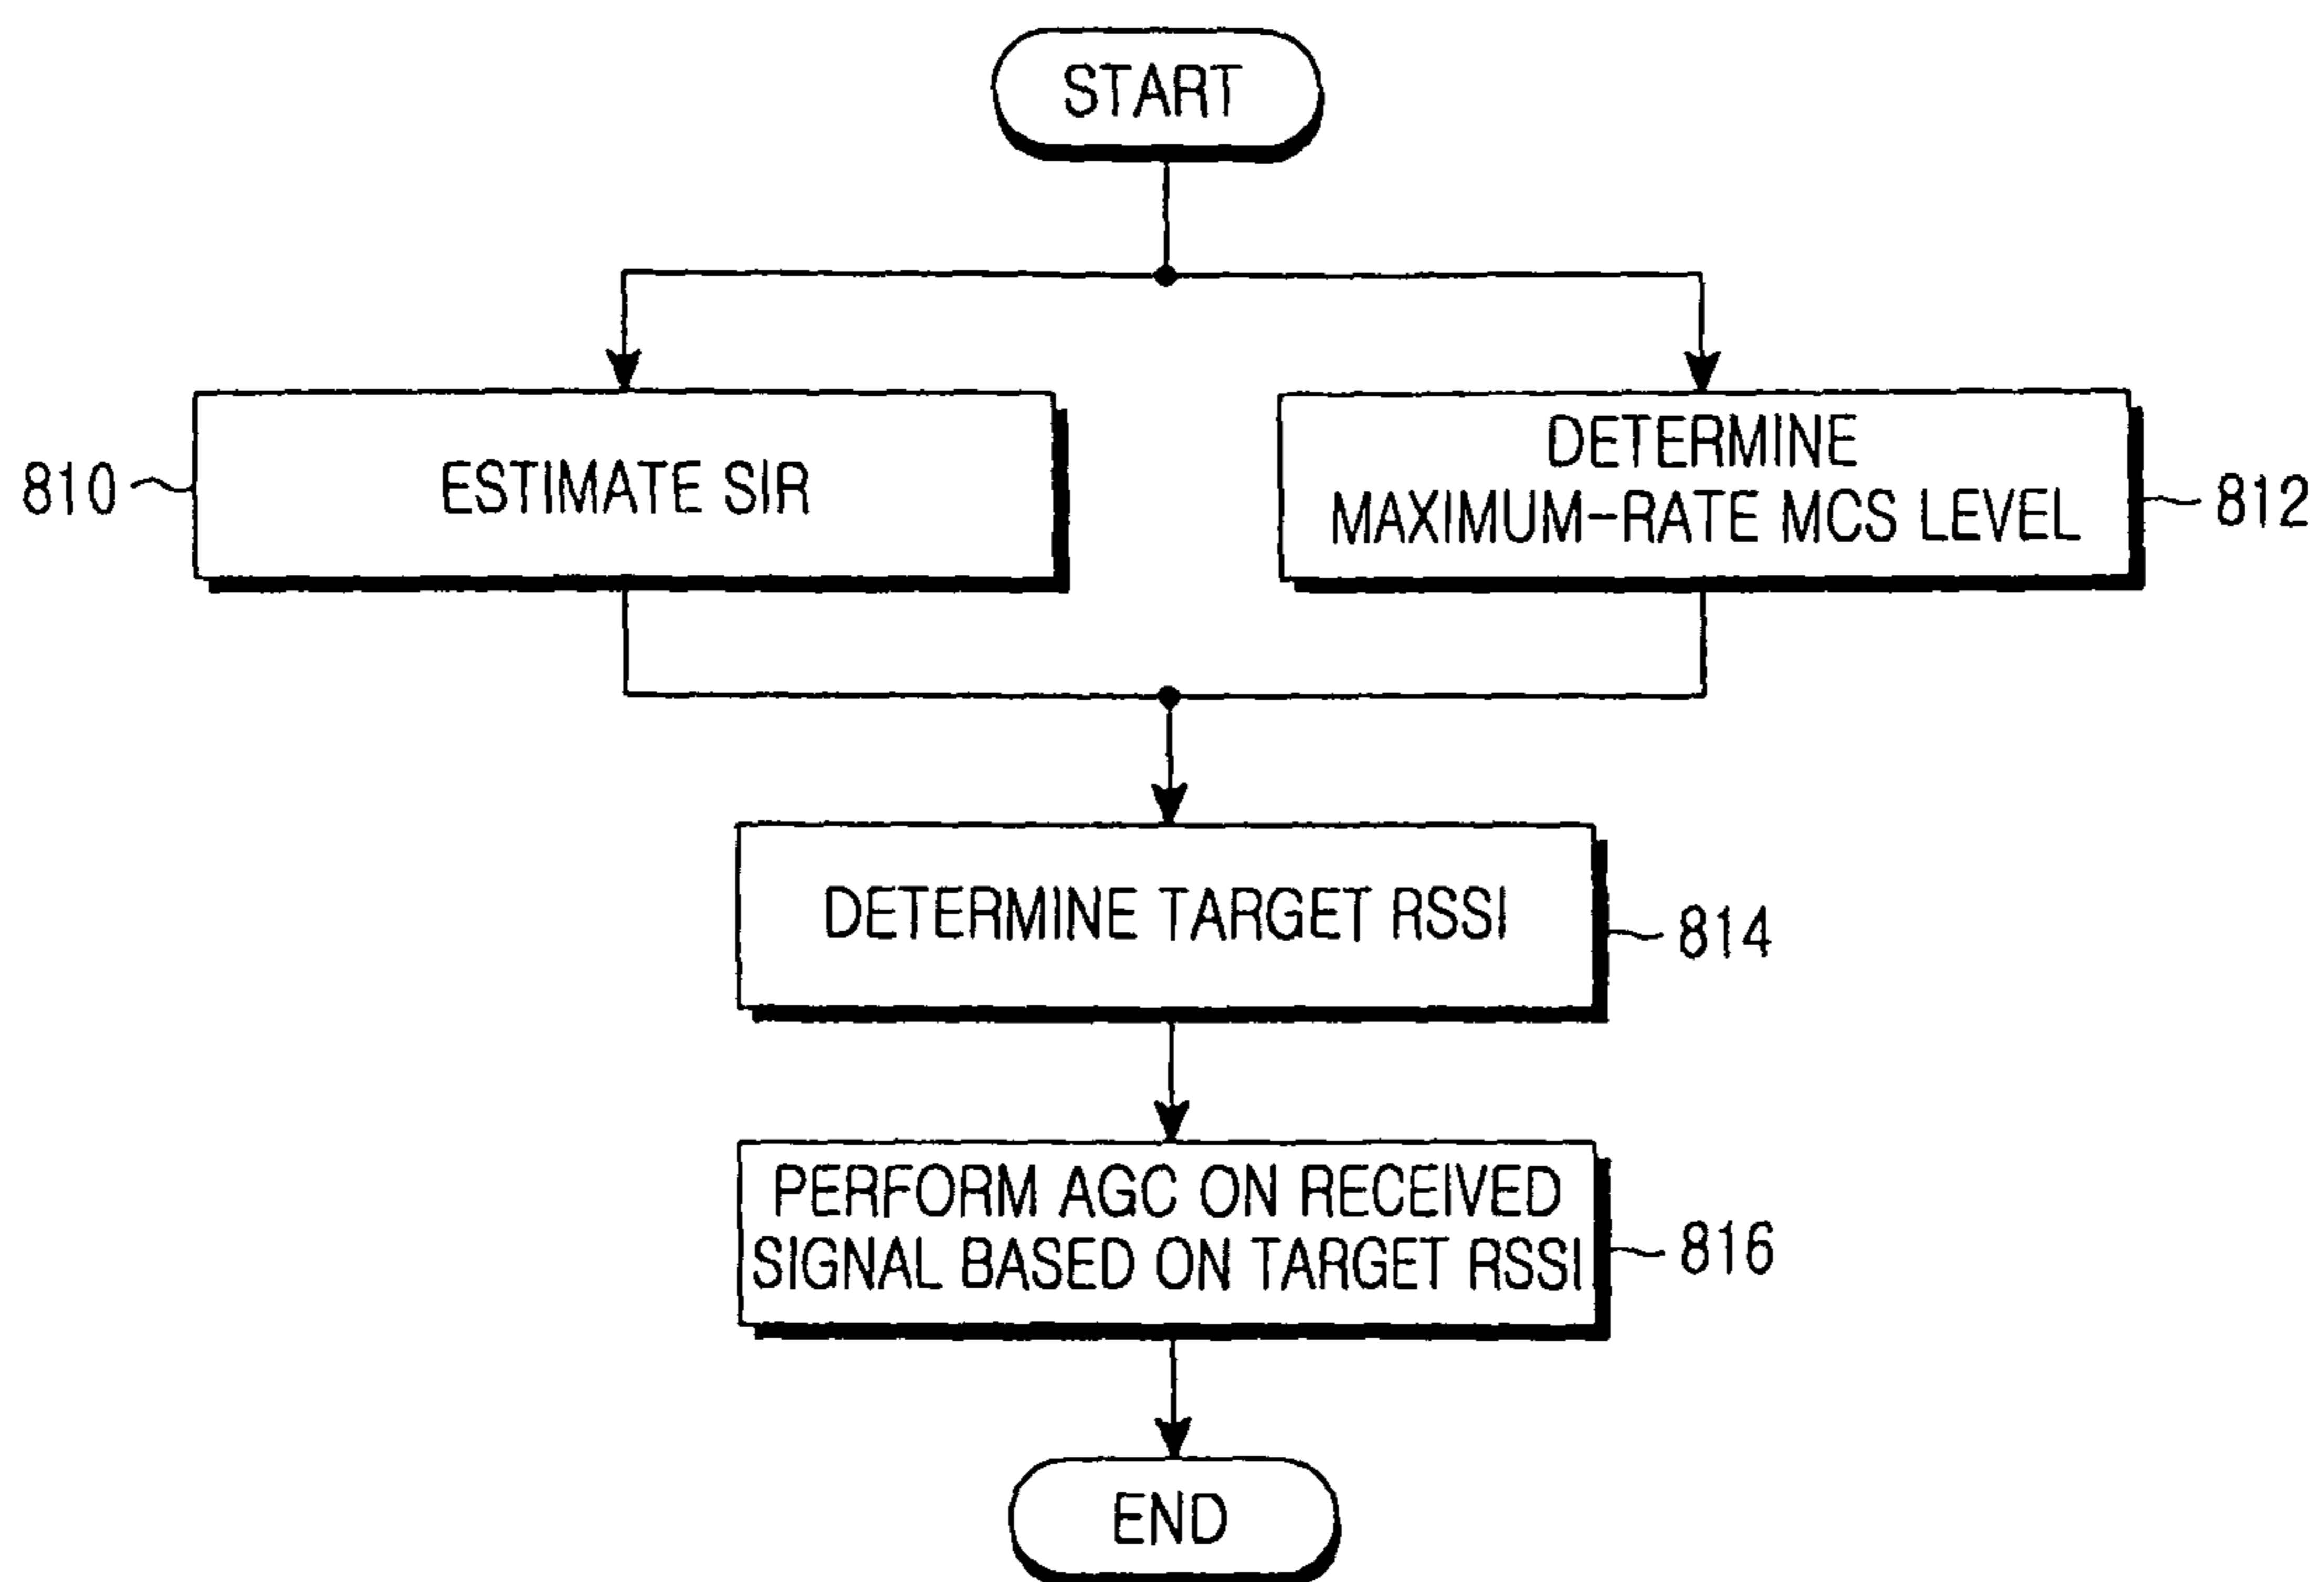 START
810
ESTIMATE SIR
DETERMINE
MAXIMUM-RATE MCS LEVEL
812
DETERMINE TARGET RSSI
814
PERFORM AGC ON RECEIVED
SIGNAL BASED ON TARGET RSSI
816
END